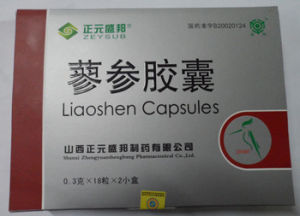 正元盛邦®
ZEYSUB
国药准字B20020124
蓼参胶囊
Liaoshen Capsules
山西正元盛邦制药有限公司
Shanxi Zhengyuanshengbang Pharmaceutical Co., Ltd.
0.3克×18粒×2小盒